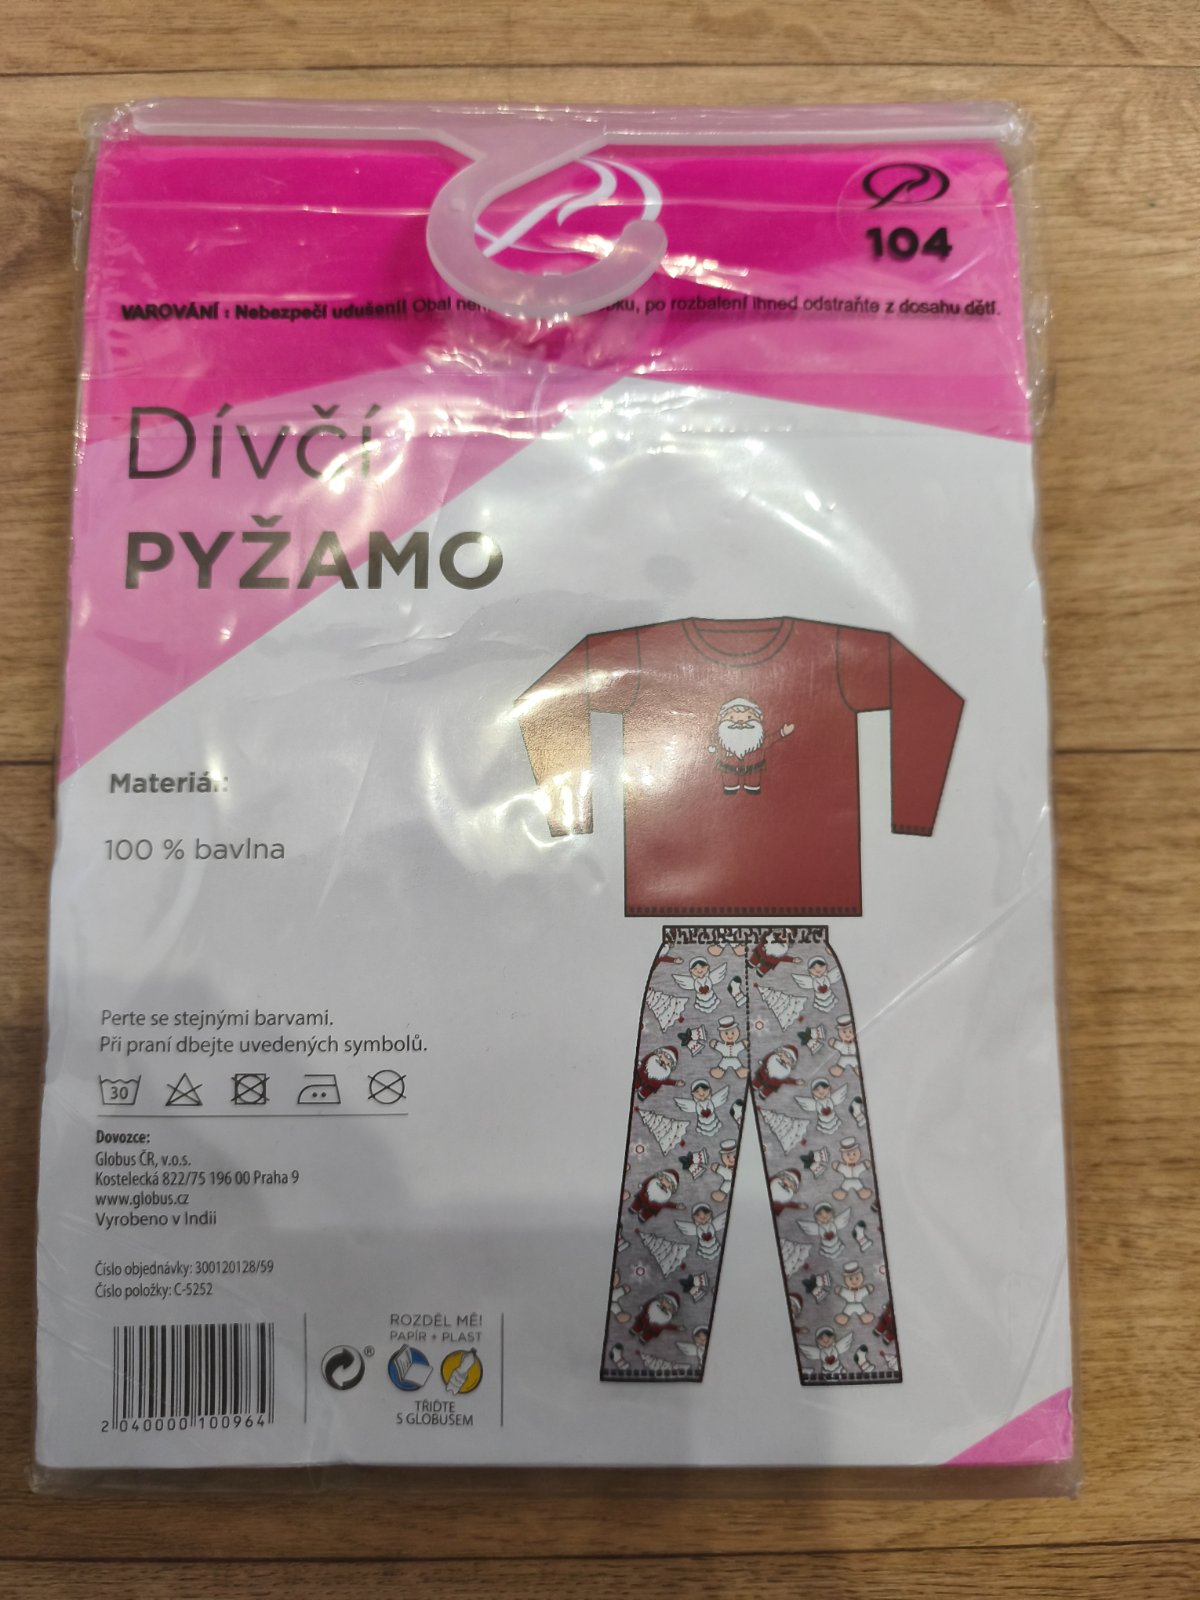 104
VAROVÁNÍ : Nebezpečí udušení! Obal po rozbalení ihned odstraňte z dosahu dětí.
Dívčí
PYŽAMO
Materiál:
100 % bavlna
Perte se stejnými barvami.
Při praní dbejte uvedených symbolů.
30
Dovozce:
Globus ČR, v.o.s.
Kostelecká 822/75 196 00 Praha 9
www.globus.cz
Vyrobeno v Indii
Číslo objednávky: 300120128/59
Číslo položky: C-5252
2 040000 100964
®
ROZDĚL MĚ!
PAPÍR + PLAST
TŘIĎTE
S GLOBUSEM